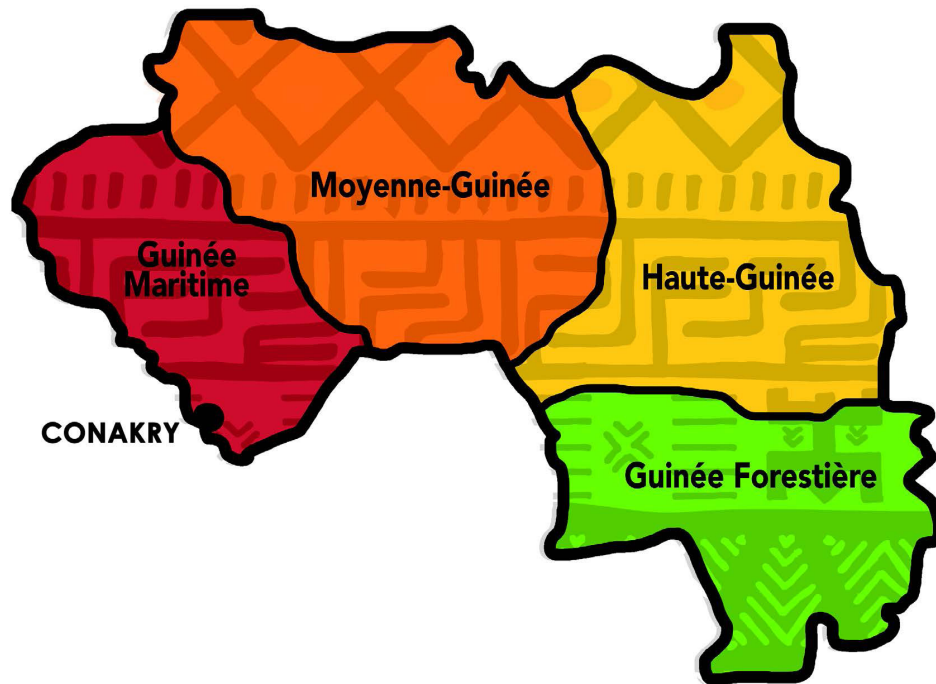 Moyenne-Guinée
Guinée
Maritime
Haute-Guinée
CONAKRY
Guinée Forestière